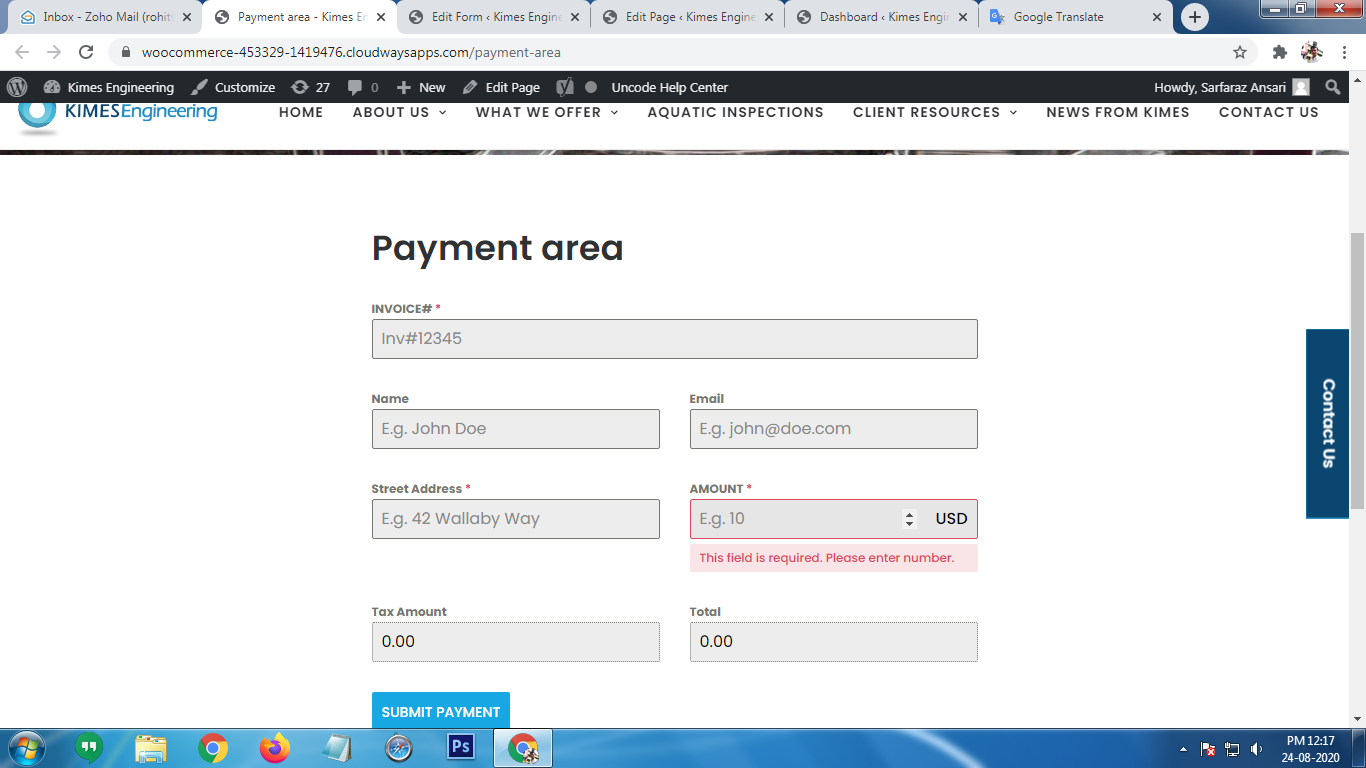 Inbox - Zoho Mail (rohit
Payment area - Kimes En
Edit Form ‹ Kimes Engine
Edit Page ‹ Kimes Engine
Dashboard ‹ Kimes Engi
Google Translate
woocommerce-453329-1419476.cloudwaysapps.com/payment-area
Kimes Engineering
Customize
27
0
New
Edit Page
Uncode Help Center
Howdy, Sarfaraz Ansari
KIMESEngineering
HOME
ABOUT US
WHAT WE OFFER
AQUATIC INSPECTIONS
CLIENT RESOURCES
NEWS FROM KIMES
CONTACT US
Payment area
INVOICE# *
Inv#12345
Name
Email
E.g. John Doe
E.g. john@doe.com
Street Address *
AMOUNT *
E.g. 42 Wallaby Way
E.g. 10
USD
This field is required. Please enter number.
Tax Amount
Total
0.00
0.00
SUBMIT PAYMENT
Contact Us
Ps
PM 12:17
24-08-2020